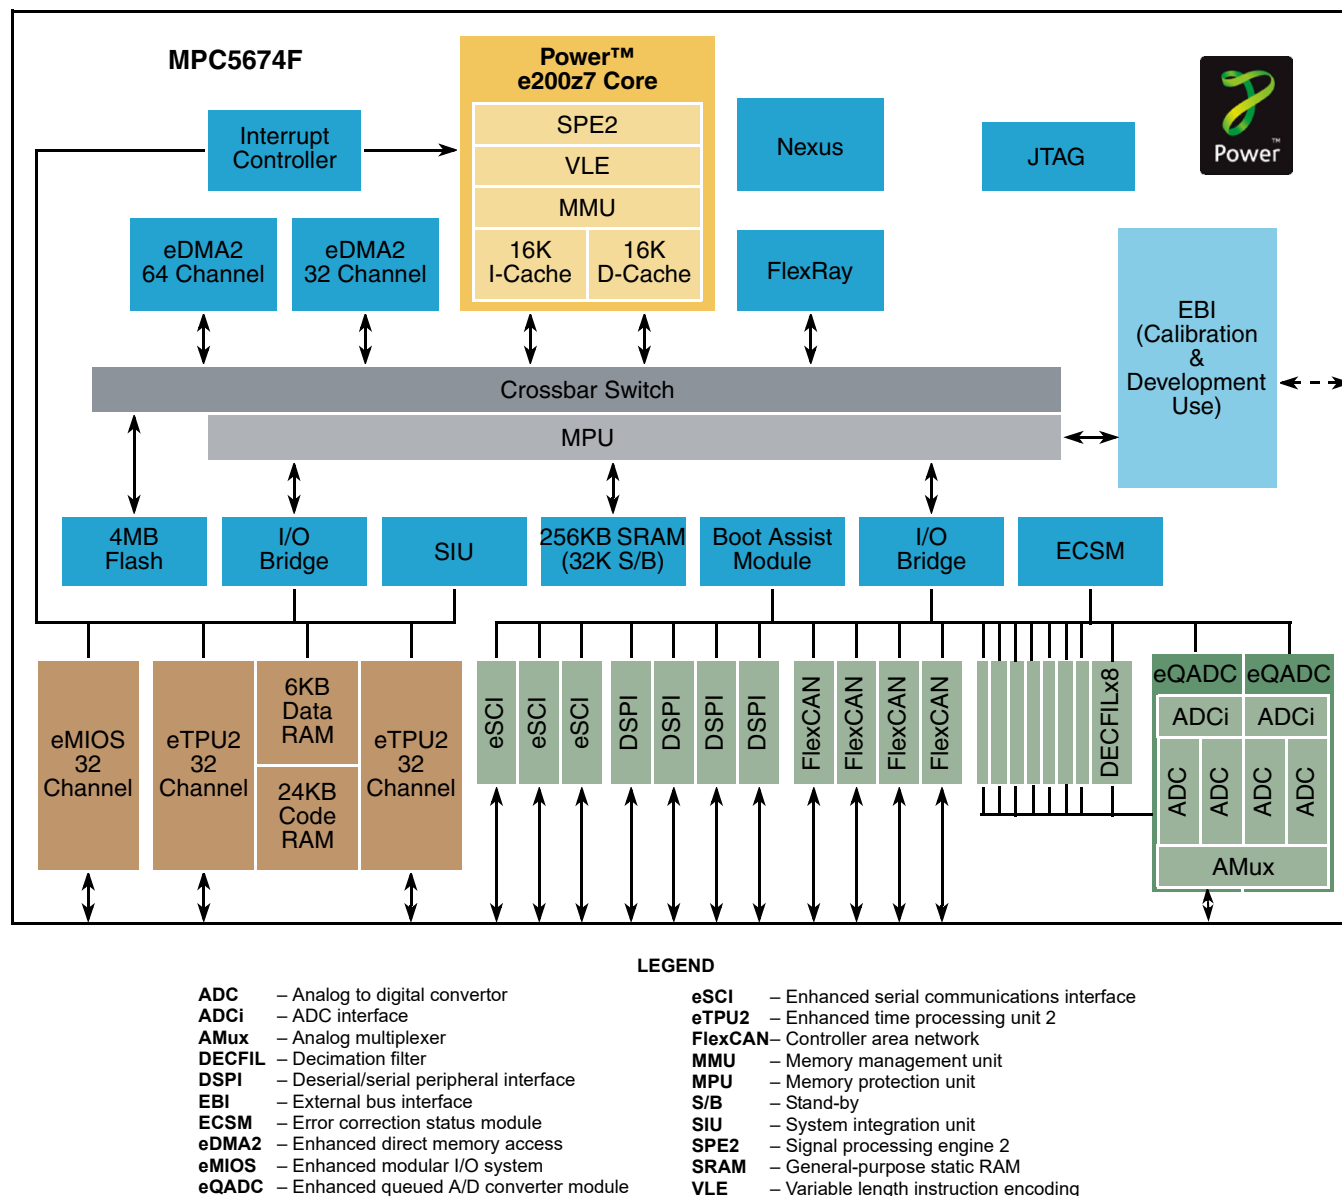 MPC5674F
Power™
e200z7 Core
SPE2
VLE
MMU
16K
I-Cache
16K
D-Cache
Interrupt
Controller
Nexus
JTAG
Power™
eDMA2
64 Channel
eDMA2
32 Channel
FlexRay
EBI
(Calibration
&
Development
Use)
Crossbar Switch
MPU
4MB
Flash
I/O
Bridge
SIU
256KB SRAM
(32K S/B)
Boot Assist
Module
I/O
Bridge
ECSM
eMIOS
32
Channel
eTPU2
32
Channel
6KB
Data
RAM
24KB
Code
RAM
eTPU2
32
Channel
eSCI
eSCI
eSCI
DSPI
DSPI
DSPI
DSPI
FlexCAN
FlexCAN
FlexCAN
FlexCAN
DECFILx8
eQADC
eQADC
ADCi
ADCi
ADC
ADC
ADC
ADC
AMux
LEGEND
ADC – Analog to digital convertor
ADCi – ADC interface
AMux – Analog multiplexer
DECFIL – Decimation filter
DSPI – Deserial/serial peripheral interface
EBI – External bus interface
ECSM – Error correction status module
eDMA2 – Enhanced direct memory access
eMIOS – Enhanced modular I/O system
eQADC – Enhanced queued A/D converter module
eSCI – Enhanced serial communications interface
eTPU2 – Enhanced time processing unit 2
FlexCAN – Controller area network
MMU – Memory management unit
MPU – Memory protection unit
S/B – Stand-by
SIU – System integration unit
SPE2 – Signal processing engine 2
SRAM – General-purpose static RAM
VLE – Variable length instruction encoding